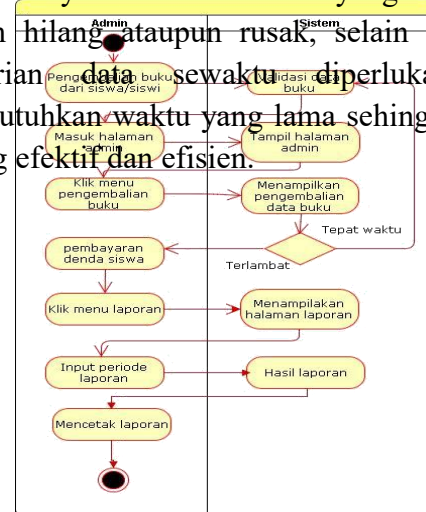 Admin
Sistem
hilang ataupun rusak, selain
data sewaktu diperluka
utuhkan waktu yang lama sehing
efektif dan efisien.
Pengembalian buku
dari siswa/siswi
Validasi data
buku
Masuk halaman
admin
Tampil halaman
admin
Klik menu
pengembalian
buku
Menampilkan
pengembalian
data buku
Tepat waktu
pembayaran
denda siswa
Terlambat
Klik menu laporan
Menampilakan
halaman laporan
Input periode
laporan
Hasil laporan
Mencetak laporan